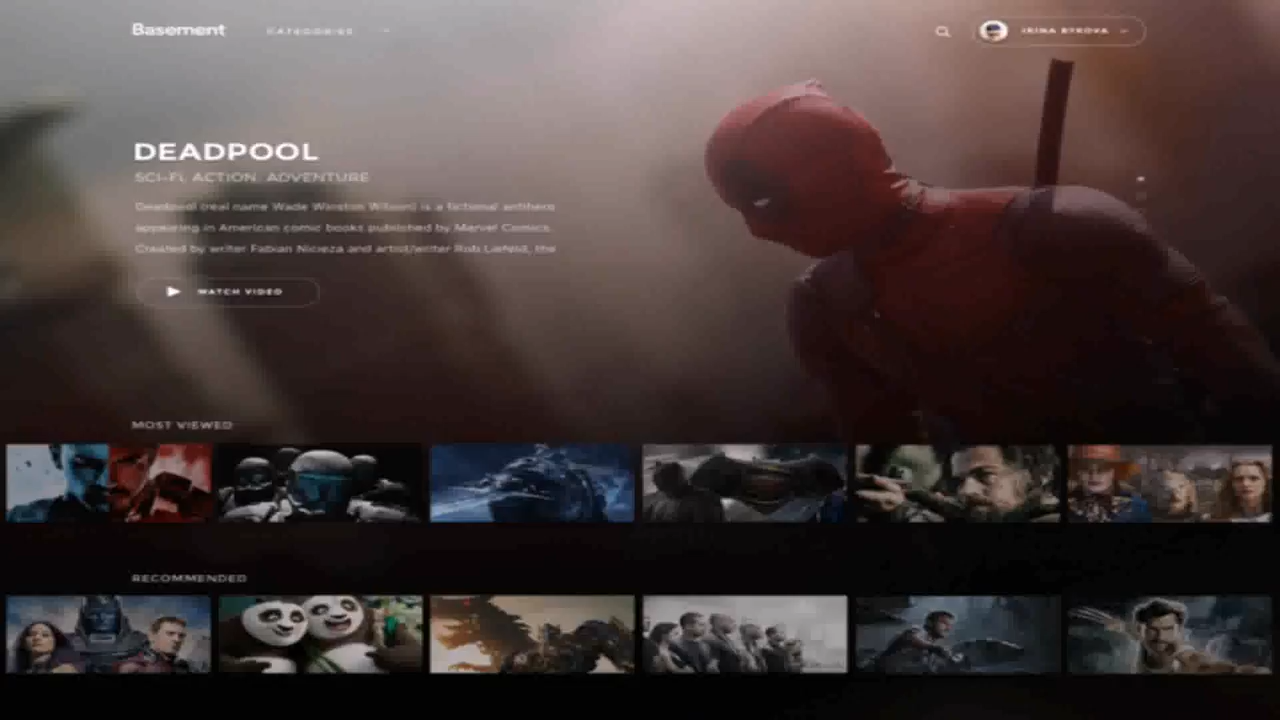 Basement
CATEGORIES
IRINA BYKOVA
DEADPOOL
SCI-FI, ACTION, ADVENTURE
Deadpool (real name Wade Winston Wilson) is a fictional antihero
appearing in American comic books published by Marvel Comics.
Created by writer Fabian Nicieza and artist/writer Rob Liefeld, the
WATCH VIDEO
MOST VIEWED
RECOMMENDED